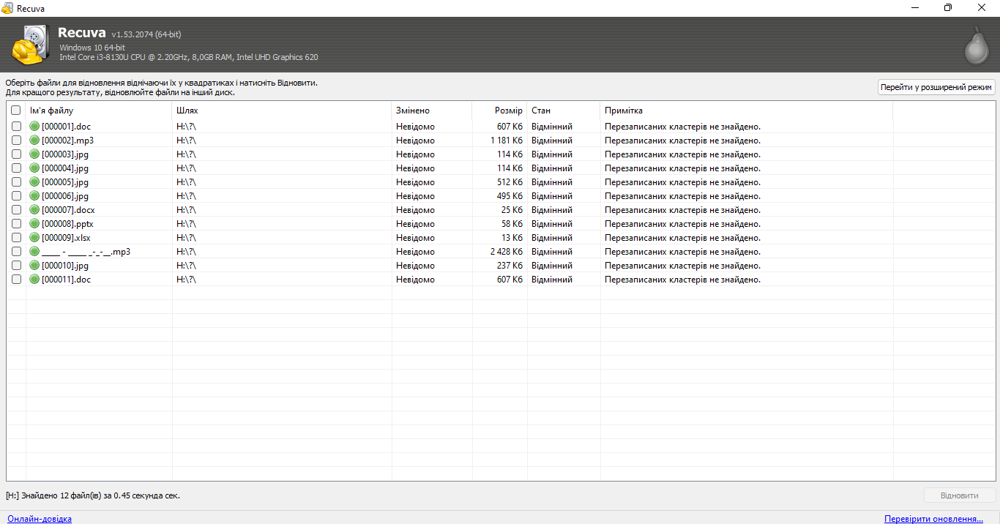 Recuva
Recuva v1.53.2074 (64-bit)
Windows 10 64-bit
Intel Core i3-8130U CPU @ 2.20GHz, 8,0GB RAM, Intel UHD Graphics 620
Оберіть файли для відновлення відмічаючи їх у квадратиках і натисніть Відновити.
Для кращого результату, відновлюйте файли на інший диск.
Перейти у розширений режим
Ім'я файлу Шлях Змінено Розмір Стан Примітка
[000001].doc H:\?\ Невідомо 607 Кб Відмінний Перезаписаних кластерів не знайдено.
[000002].mp3 H:\?\ Невідомо 1 181 Кб Відмінний Перезаписаних кластерів не знайдено.
[000003].jpg H:\?\ Невідомо 114 Кб Відмінний Перезаписаних кластерів не знайдено.
[000004].jpg H:\?\ Невідомо 114 Кб Відмінний Перезаписаних кластерів не знайдено.
[000005].jpg H:\?\ Невідомо 512 Кб Відмінний Перезаписаних кластерів не знайдено.
[000006].jpg H:\?\ Невідомо 495 Кб Відмінний Перезаписаних кластерів не знайдено.
[000007].docx H:\?\ Невідомо 25 Кб Відмінний Перезаписаних кластерів не знайдено.
[000008].pptx H:\?\ Невідомо 58 Кб Відмінний Перезаписаних кластерів не знайдено.
[000009].xlsx H:\?\ Невідомо 13 Кб Відмінний Перезаписаних кластерів не знайдено.
_____ - _____ _-_-__.mp3 H:\?\ Невідомо 2 428 Кб Відмінний Перезаписаних кластерів не знайдено.
[000010].jpg H:\?\ Невідомо 237 Кб Відмінний Перезаписаних кластерів не знайдено.
[000011].doc H:\?\ Невідомо 607 Кб Відмінний Перезаписаних кластерів не знайдено.
[H:] Знайдено 12 файл(ів) за 0.45 секунда сек.
Відновити
Онлайн-довідка
Перевірити оновлення...